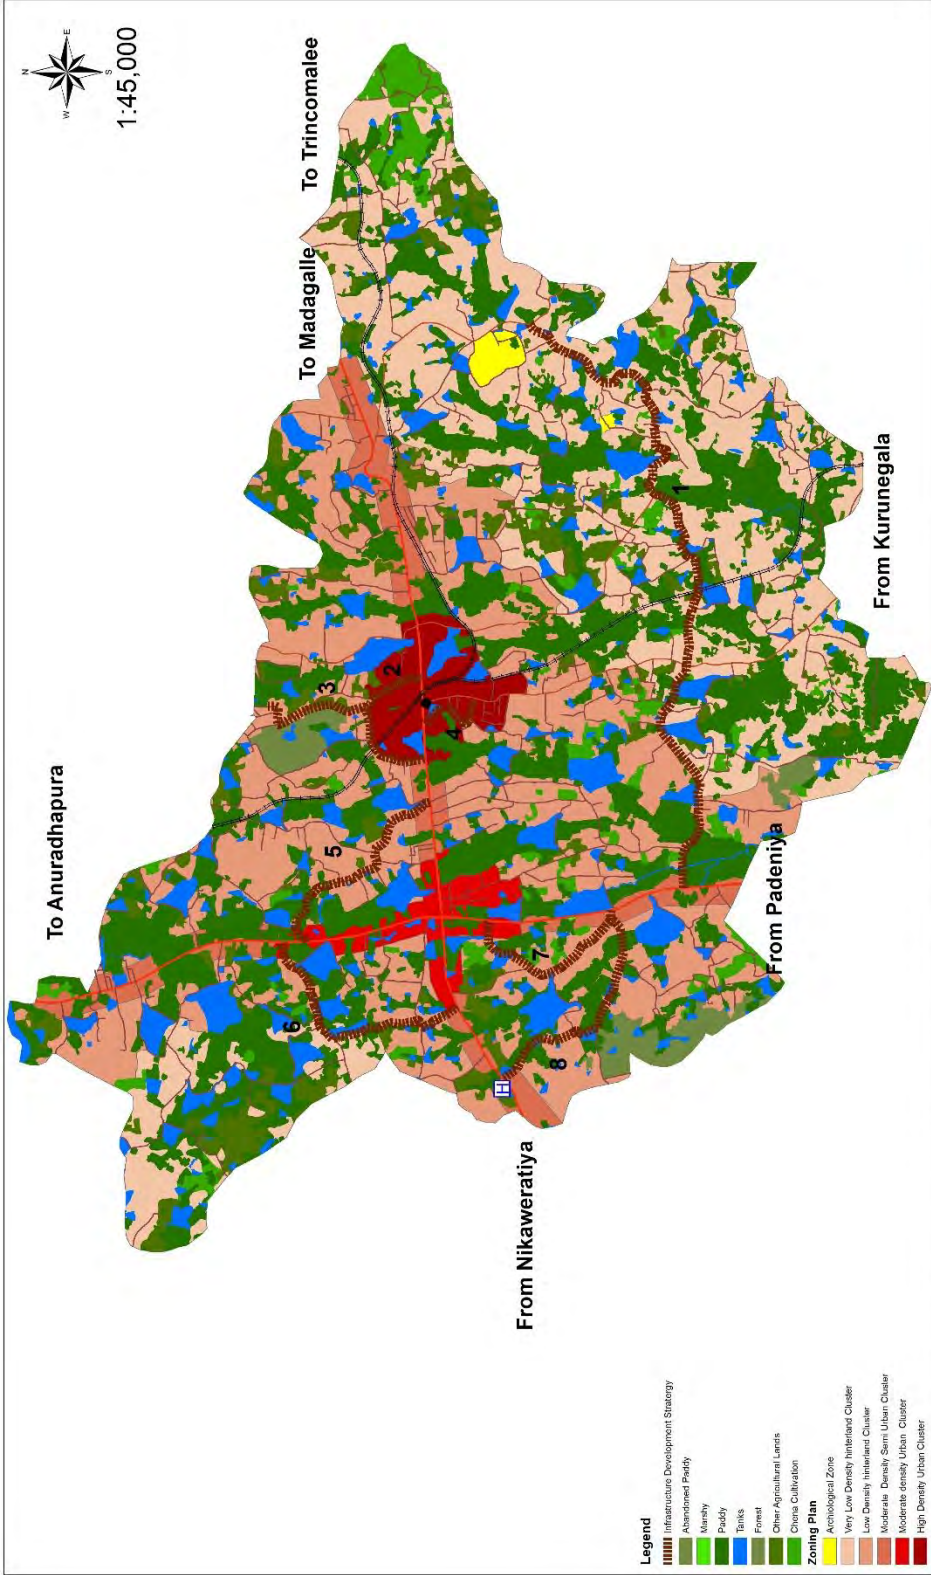 N
E
S
W
1:45,000
To Anuradhapura
To Madagalle
To Trincomalee
3
2
5
4
6
7
8
1
H
From Nikaweratiya
From Padeniya
From Kurunegala
Legend
Infrastructure Development Stratergy
Abandoned Paddy
Marshy
Paddy
Tanks
Forest
Other Agricultural Lands
Chena Cultivation
Zoning Plan
Archiological Zone
Very Low Density hinterland Cluster
Low Density hinterland Cluster
Moderate Density Semi Urban Cluster
Moderate density Urban Cluster
High Density Urban Cluster